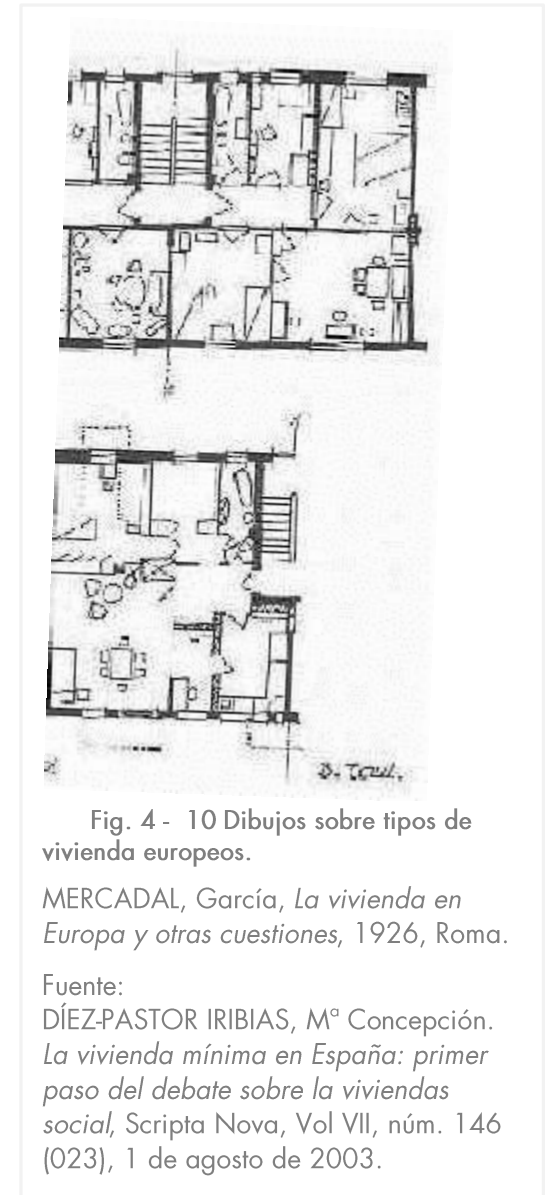 Fig. 4 - 10 Dibujos sobre tipos de
vivienda europeos.
MERCADAL, García, La vivienda en
Europa y otras cuestiones, 1926, Roma.
Fuente:
DÍEZ-PASTOR IRIBIAS, Mª Concepción.
La vivienda mínima en España: primer
paso del debate sobre la viviendas
social, Scripta Nova, Vol VII, núm. 146
(023), 1 de agosto de 2003.